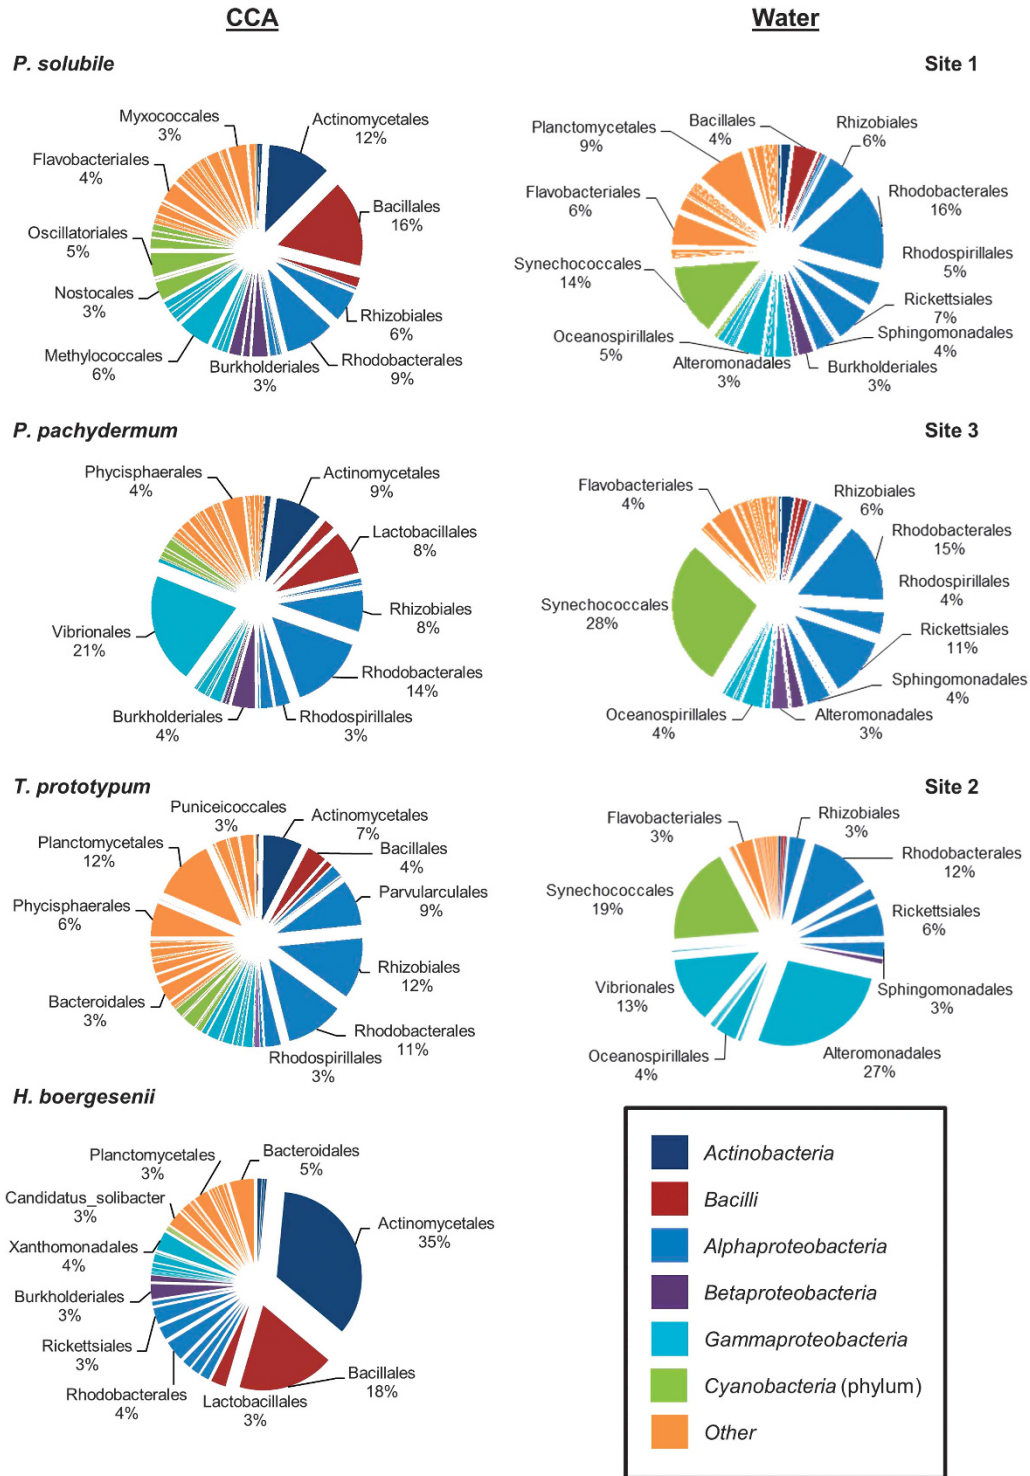 CCA
Water
P. solubile
Site 1
Myxococcales
3%
Actinomycetales
12%
Flavobacteriales
4%
Bacillales
16%
Oscillatoriales
5%
Nostocales
3%
Rhizobiales
6%
Methylococcales
6%
Burkholderiales
3%
Rhodobacterales
9%
Planctomycetales
9%
Bacillales
4%
Rhizobiales
6%
Flavobacteriales
6%
Rhodobacterales
16%
Synechococcales
14%
Rhodospirillales
5%
Rickettsiales
7%
Oceanospirillales
5%
Sphingomonadales
4%
Alteromonadales
3%
Burkholderiales
3%
P. pachydermum
Site 3
Phycisphaerales
4%
Actinomycetales
9%
Lactobacillales
8%
Rhizobiales
8%
Vibrionales
21%
Rhodobacterales
14%
Burkholderiales
4%
Rhodospirillales
3%
Flavobacteriales
4%
Rhizobiales
6%
Rhodobacterales
15%
Synechococcales
28%
Rhodospirillales
4%
Rickettsiales
11%
Sphingomonadales
4%
Oceanospirillales
4%
Alteromonadales
3%
T. prototypum
Site 2
Puniceicoccales
3%
Actinomycetales
7%
Planctomycetales
12%
Bacillales
4%
Parvularculales
9%
Phycisphaerales
6%
Rhizobiales
12%
Bacteroidales
3%
Rhodobacterales
11%
Rhodospirillales
3%
Flavobacteriales
3%
Rhizobiales
3%
Rhodobacterales
12%
Synechococcales
19%
Rickettsiales
6%
Vibrionales
13%
Sphingomonadales
3%
Oceanospirillales
4%
Alteromonadales
27%
H. boergesenii
Planctomycetales
3%
Bacteroidales
5%
Candidatus_solibacter
3%
Actinomycetales
35%
Xanthomonadales
4%
Burkholderiales
3%
Rickettsiales
3%
Rhodobacterales
4%
Lactobacillales
3%
Bacillales
18%
Actinobacteria
Bacilli
Alphaproteobacteria
Betaproteobacteria
Gammaproteobacteria
Cyanobacteria (phylum)
Other